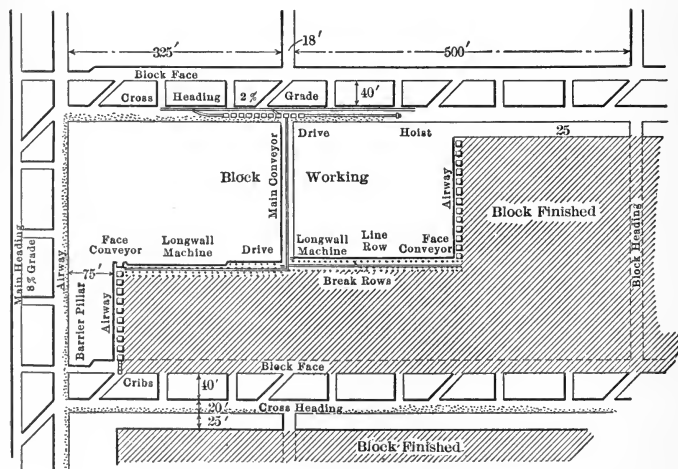 18'
325'
500'
Block Face
Cross Heading 2% Grade 40'
Drive Hoist 25
Main Conveyor
Block Working
Airway
Block Finished
Block Heading
Main Heading
8% Grade
Airway
Face Conveyor
Longwall Machine
Drive
Longwall Machine
Line Row
Face Conveyor
75'
Break Rows
Barrier Pillar
Airway
Block Face
Cribs 40'
20' Cross Heading
25'
Block Finished